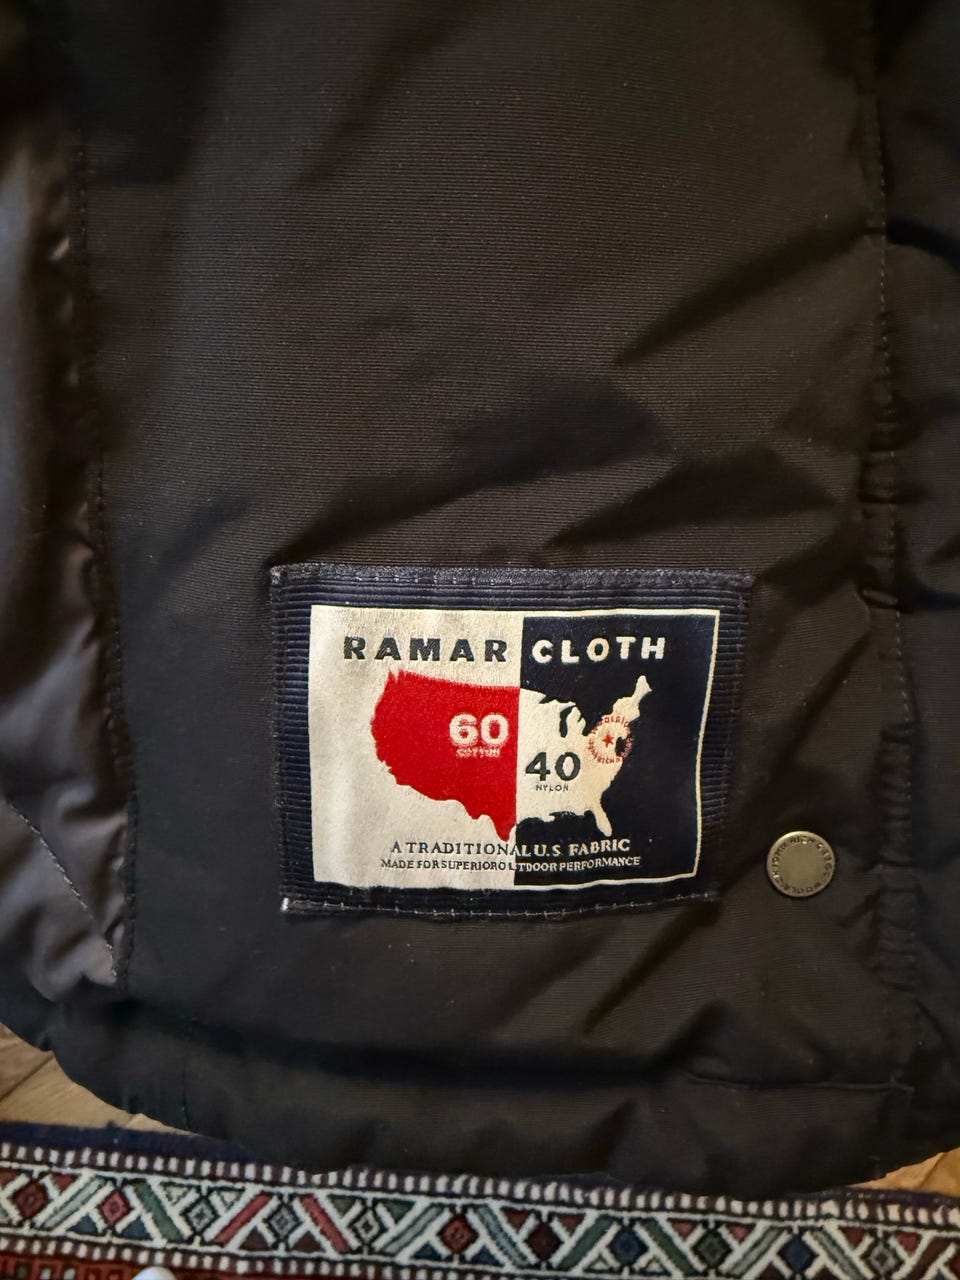 RAMAR CLOTH
60
COTTON
40
NYLON
A TRADITIONAL U.S FABRIC
MADE FOR SUPERIOR OUTDOOR PERFORMANCE